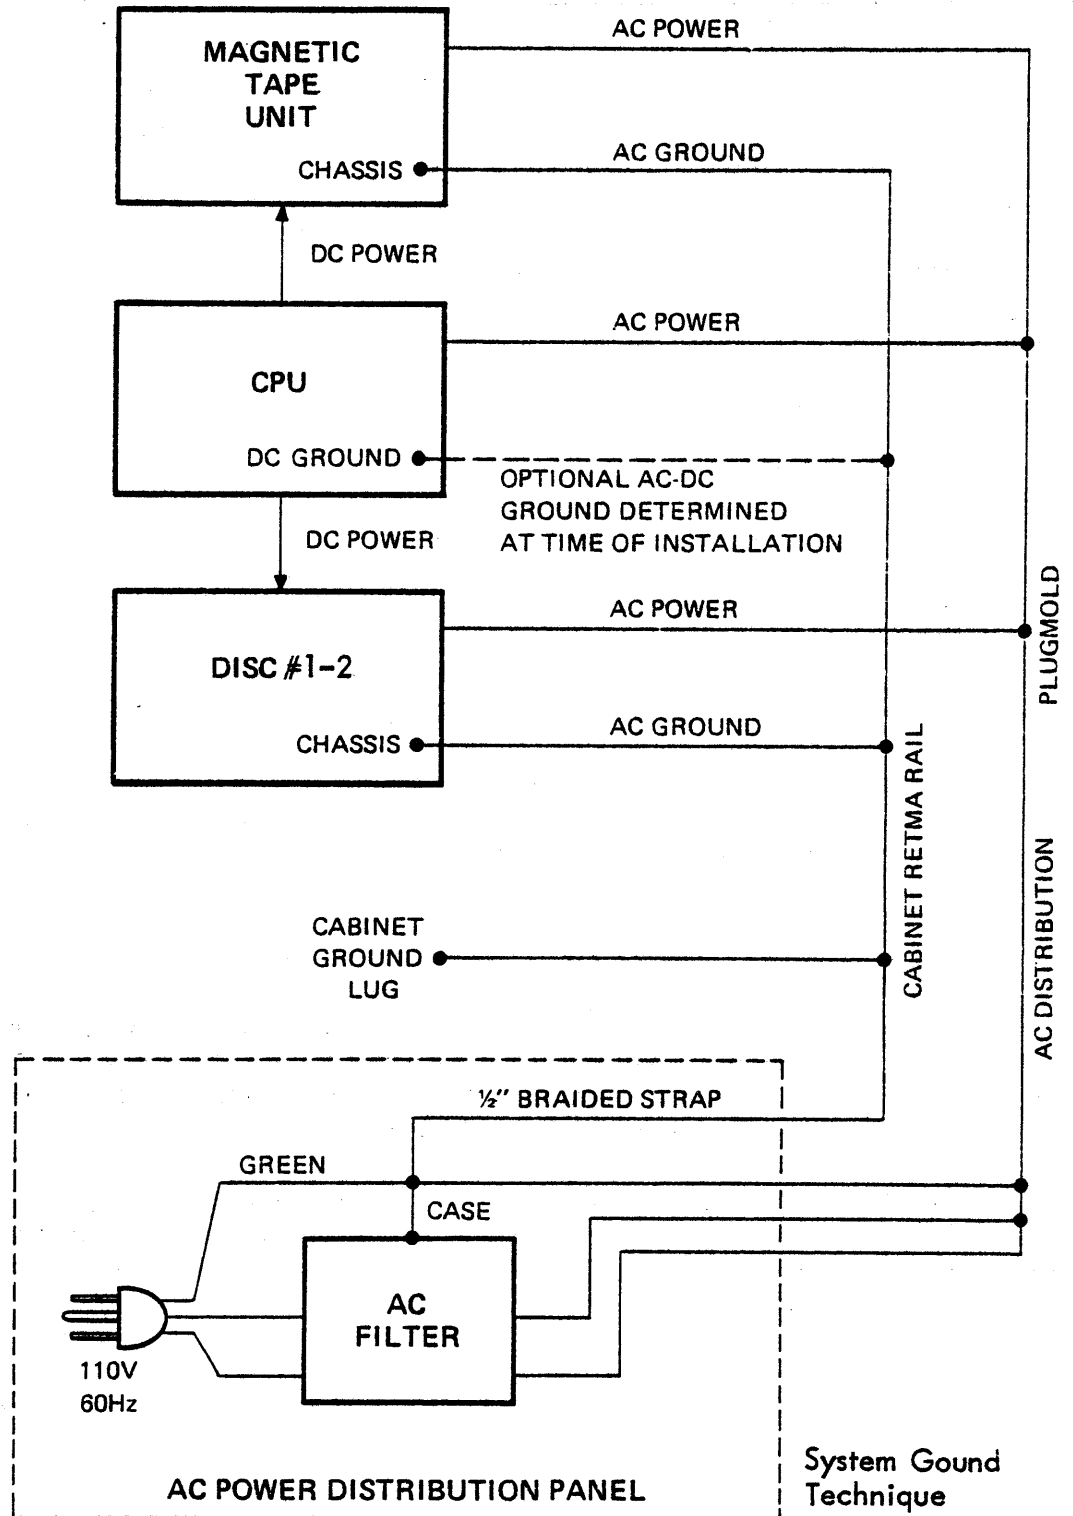 MAGNETIC
TAPE
UNIT
CHASSIS
AC POWER
AC GROUND
DC POWER
CPU
DC GROUND
AC POWER
OPTIONAL AC-DC
GROUND DETERMINED
AT TIME OF INSTALLATION
DC POWER
DISC #1-2
CHASSIS
AC POWER
AC GROUND
PLUGMOLD
AC DISTRIBUTION
CABINET RETMA RAIL
CABINET
GROUND
LUG
½" BRAIDED STRAP
GREEN
CASE
AC
FILTER
110V
60Hz
AC POWER DISTRIBUTION PANEL
System Gound
Technique